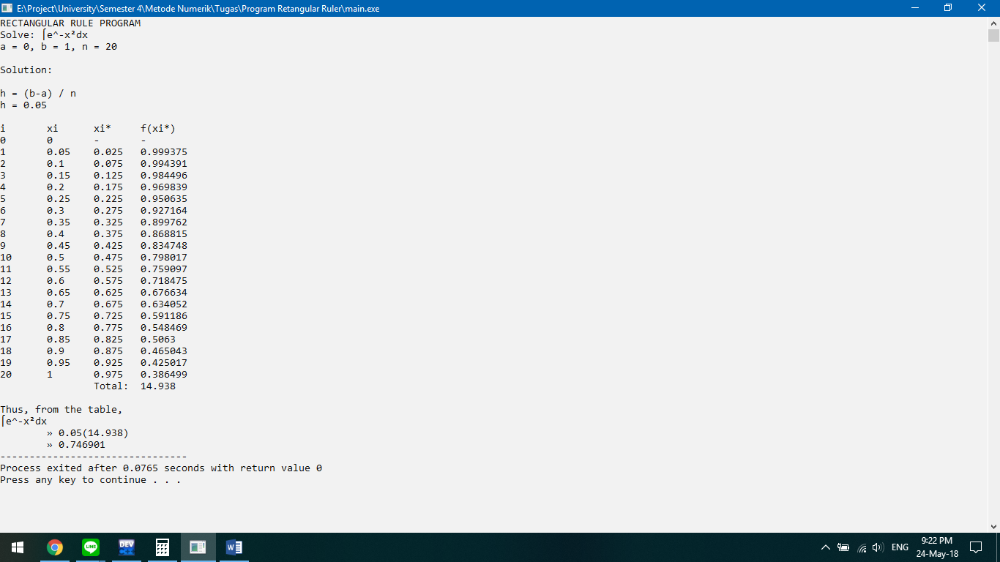 E:\Project\University\Semester 4\Metode Numerik\Tugas\Program Retangular Ruler\main.exe
RECTANGULAR RULE PROGRAM
Solve: ⌠e^-x²dx
a = 0, b = 1, n = 20
Solution:
h = (b-a) / n
h = 0.05
i xi xi* f(xi*)
0 0 - -
1 0.05 0.025 0.999375
2 0.1 0.075 0.994391
3 0.15 0.125 0.984496
4 0.2 0.175 0.969839
5 0.25 0.225 0.950635
6 0.3 0.275 0.927164
7 0.35 0.325 0.899762
8 0.4 0.375 0.868815
9 0.45 0.425 0.834748
10 0.5 0.475 0.798017
11 0.55 0.525 0.759097
12 0.6 0.575 0.718475
13 0.65 0.625 0.676634
14 0.7 0.675 0.634052
15 0.75 0.725 0.591186
16 0.8 0.775 0.548469
17 0.85 0.825 0.5063
18 0.9 0.875 0.465043
19 0.95 0.925 0.425017
20 1 0.975 0.386499
Total: 14.938
Thus, from the table,
⌠e^-x²dx
» 0.05(14.938)
» 0.746901
--------------------------------
Process exited after 0.0765 seconds with return value 0
Press any key to continue . . .
LINE
DEV
W
ENG
9:22 PM
24-May-18